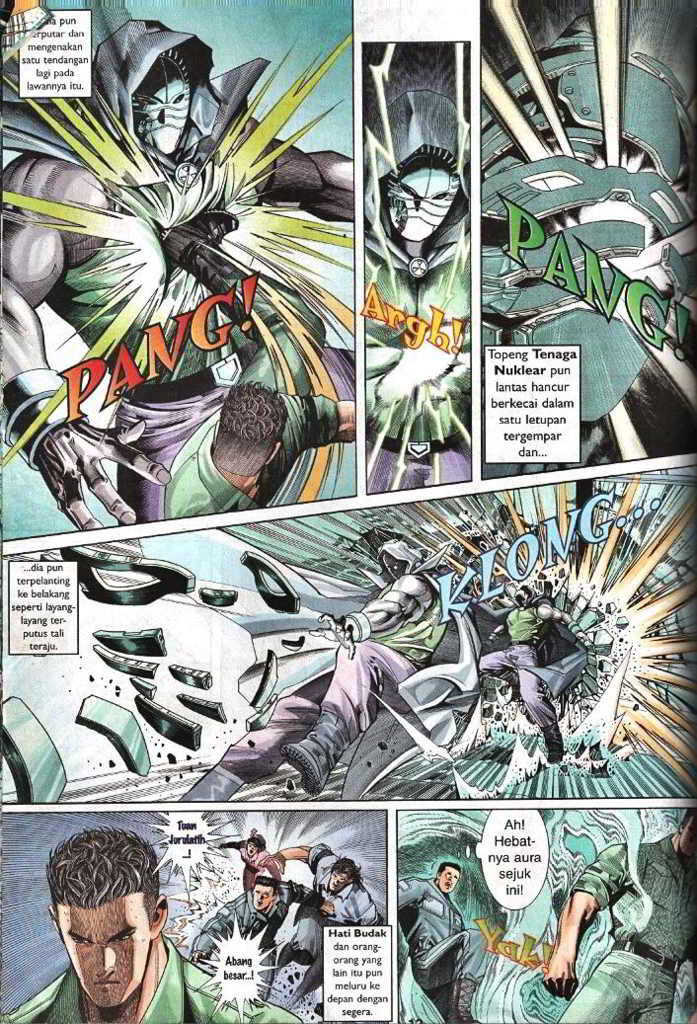 dia pun
berputar dan
mengenakan
satu tendangan
lagi pada
lawannya itu.
PANG!
Argh!
PANG!
Topeng Tenaga
Nuklear pun
lantas hancur
berkecai dalam
satu letupan
tergempar
dan...
...dia pun
terpelanting
ke belakang
seperti layang-
layang ter-
putus tali
teraju.
KLONG...
Tuan
Jurulatih
...!
Abang
besar...!
Hati Budak
dan orang-
orang yang
lain itu pun
meluru ke
depan dengan
segera.
Ah!
Hebat-
nya aura
sejuk
ini!
Yak!